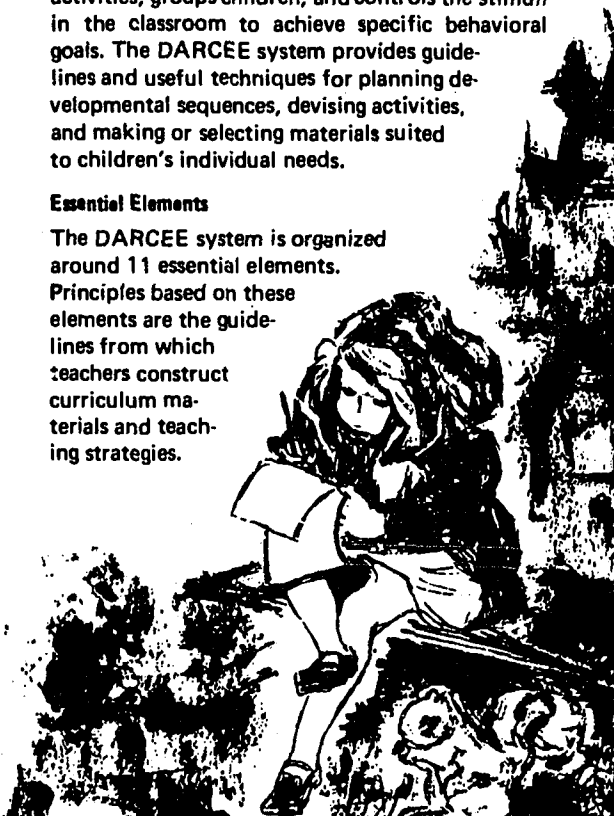 activities, groups children, and controls the stimuli
in the classroom to achieve specific behavioral
goals. The DARCEE system provides guide-
lines and useful techniques for planning de-
velopmental sequences, devising activities,
and making or selecting materials suited
to children's individual needs.
Essential Elements
The DARCEE system is organized
around 11 essential elements.
Principles based on these
elements are the guide-
lines from which
teachers construct
curriculum ma-
terials and teach-
ing strategies.